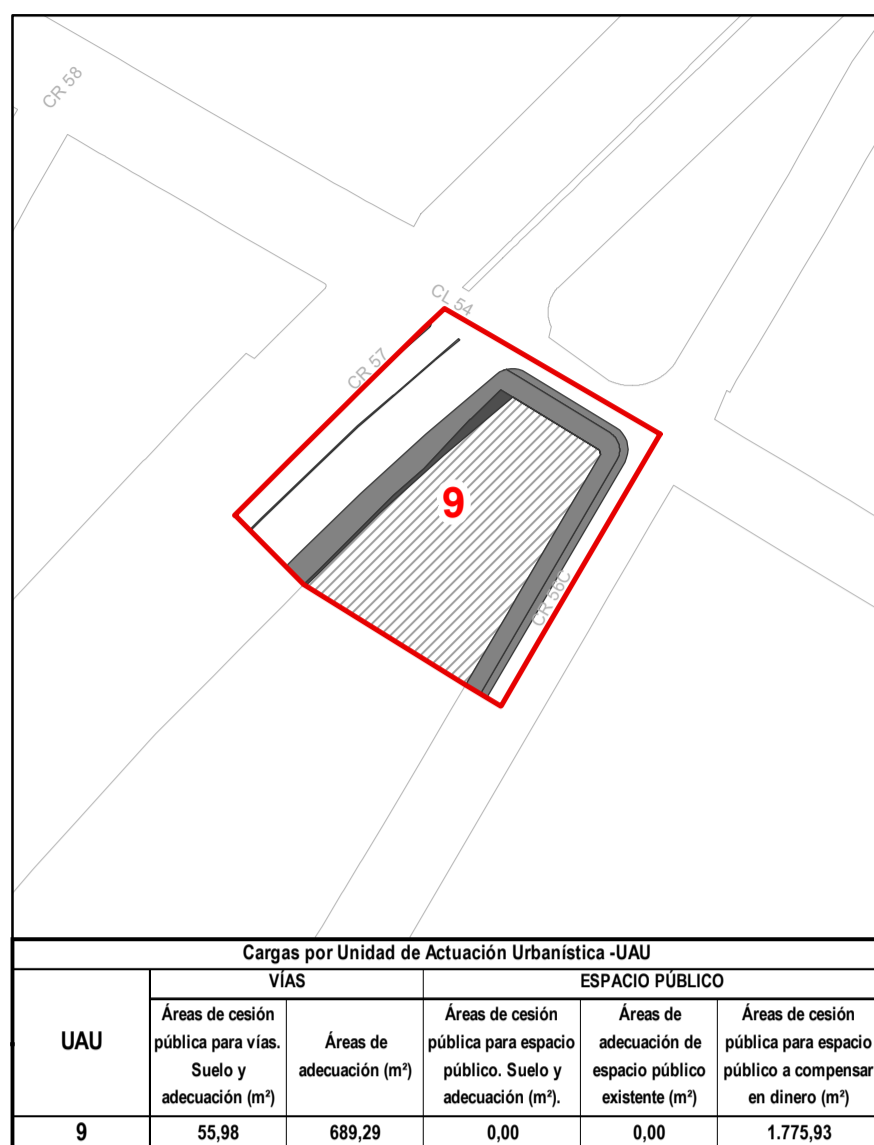 CR 58
CL 54
CR 57
9
CR 56C
Cargas por Unidad de Actuación Urbanística -UAU
UAU
VÍAS
ESPACIO PÚBLICO
Áreas de cesión
pública para vías.
Suelo y
adecuación (m²)
Áreas de
adecuación (m²)
Áreas de cesión
pública para espacio
público. Suelo y
adecuación (m²).
Áreas de
adecuación de
espacio público
existente (m²)
Áreas de cesión
pública para espacio
público a compensar
en dinero (m²)
9 55,98 689,29 0,00 0,00 1.775,93